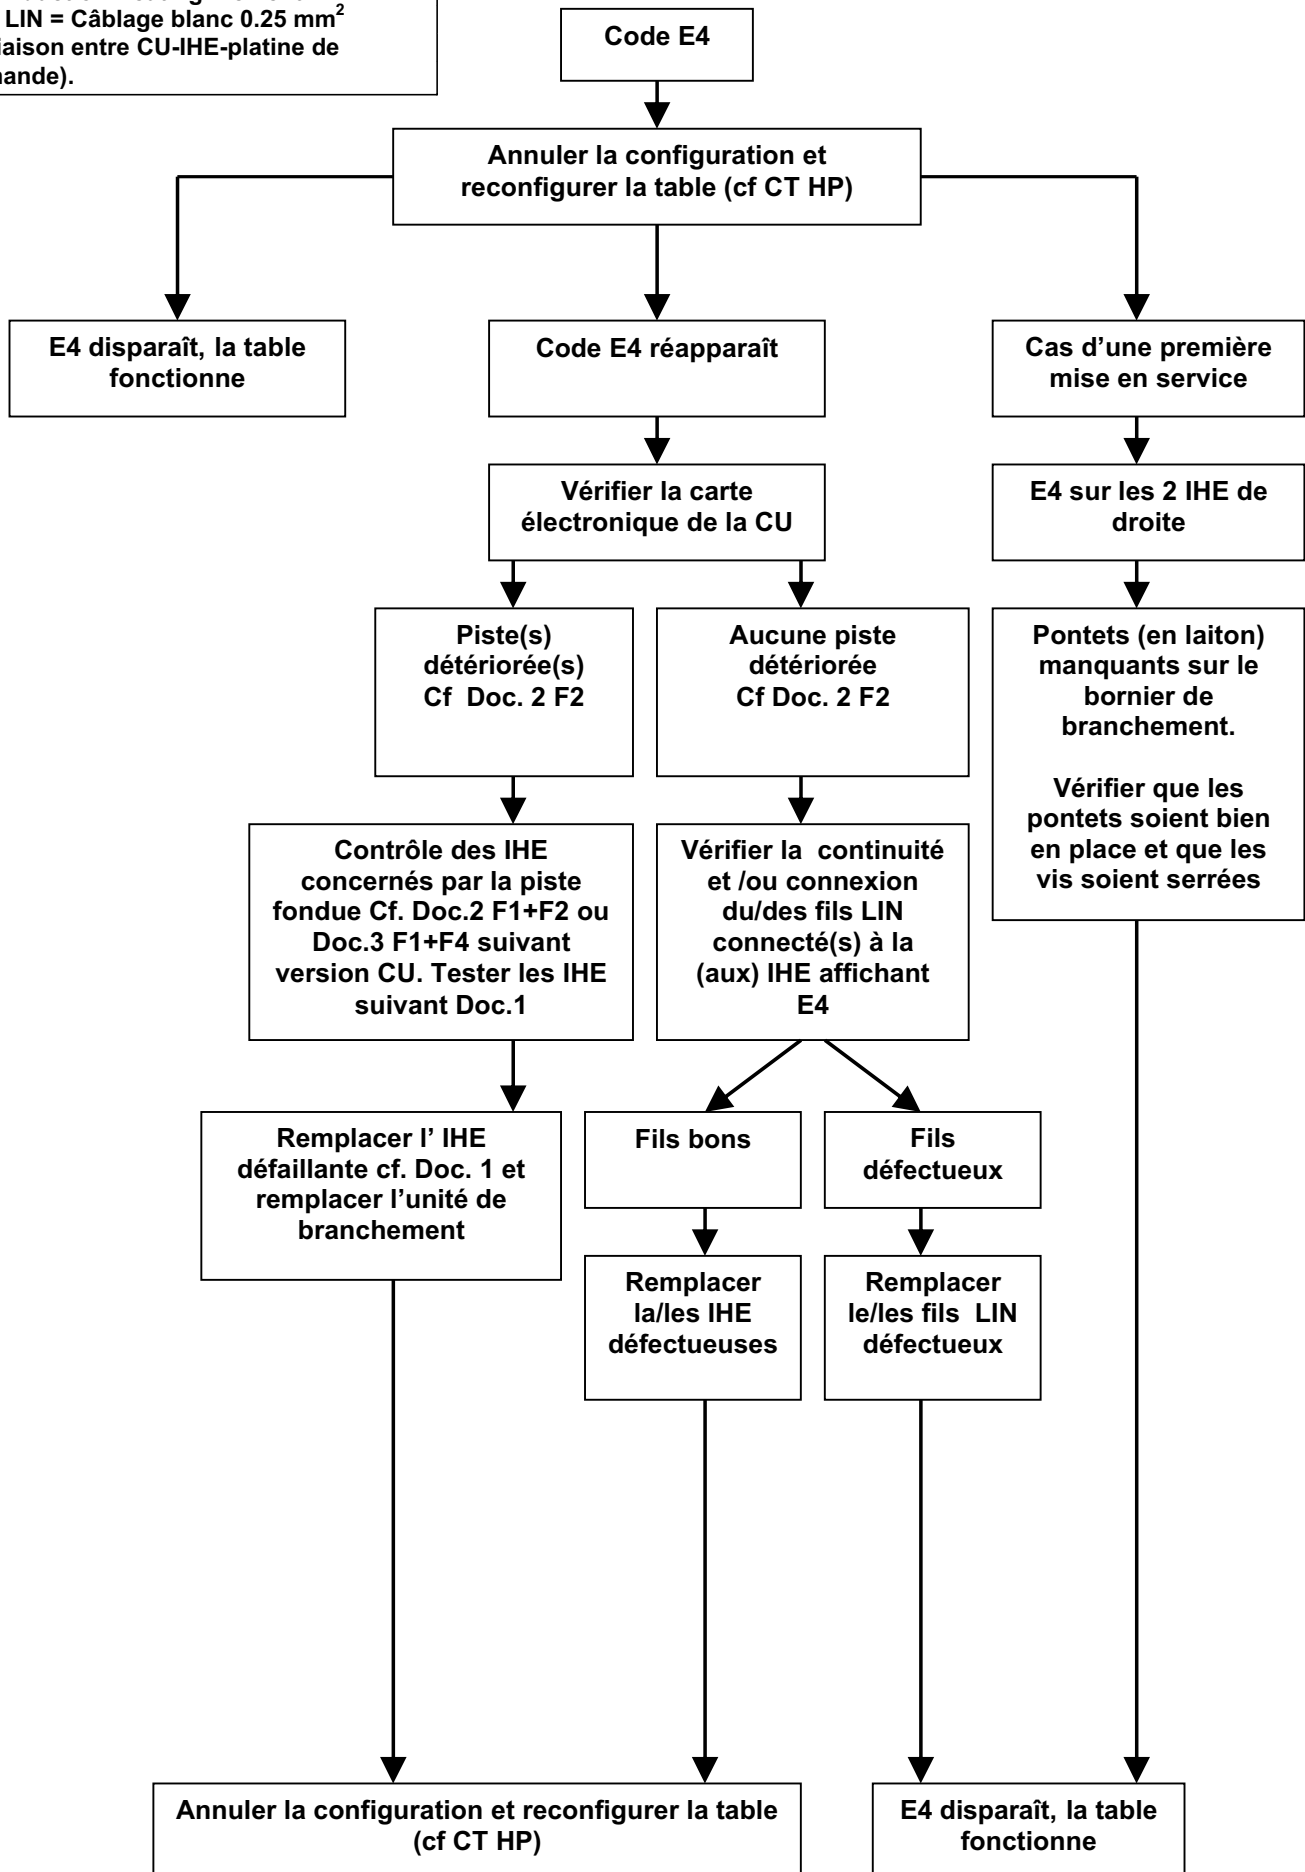 LIN = Câblage blanc 0.25 mm²
liaison entre CU-IHE-platine de
mande).
Code E4
Annuler la configuration et
reconfigurer la table (cf CT HP)
E4 disparaît, la table
fonctionne
Code E4 réapparaît
Cas d’une première
mise en service
Vérifier la carte
électronique de la CU
E4 sur les 2 IHE de
droite
Piste(s)
détériorée(s)
Cf  Doc. 2 F2
Aucune piste
détériorée
Cf Doc. 2 F2
Pontets (en laiton)
manquants sur le
bornier de
branchement.
Vérifier que les
pontets soient bien
en place et que les
vis soient serrées
Contrôle des IHE
concernés par la piste
fondue Cf. Doc.2 F1+F2 ou
Doc.3 F1+F4 suivant
version CU. Tester les IHE
suivant Doc.1
Vérifier la  continuité
et /ou connexion
du/des fils LIN
connecté(s) à la
(aux) IHE affichant
E4
Remplacer l’ IHE
défaillante cf. Doc. 1 et
remplacer l’unité de
branchement
Fils bons
Fils
défectueux
Remplacer
la/les IHE
défectueuses
Remplacer
le/les fils  LIN
défectueux
Annuler la configuration et reconfigurer la table
(cf CT HP)
E4 disparaît, la table
fonctionne